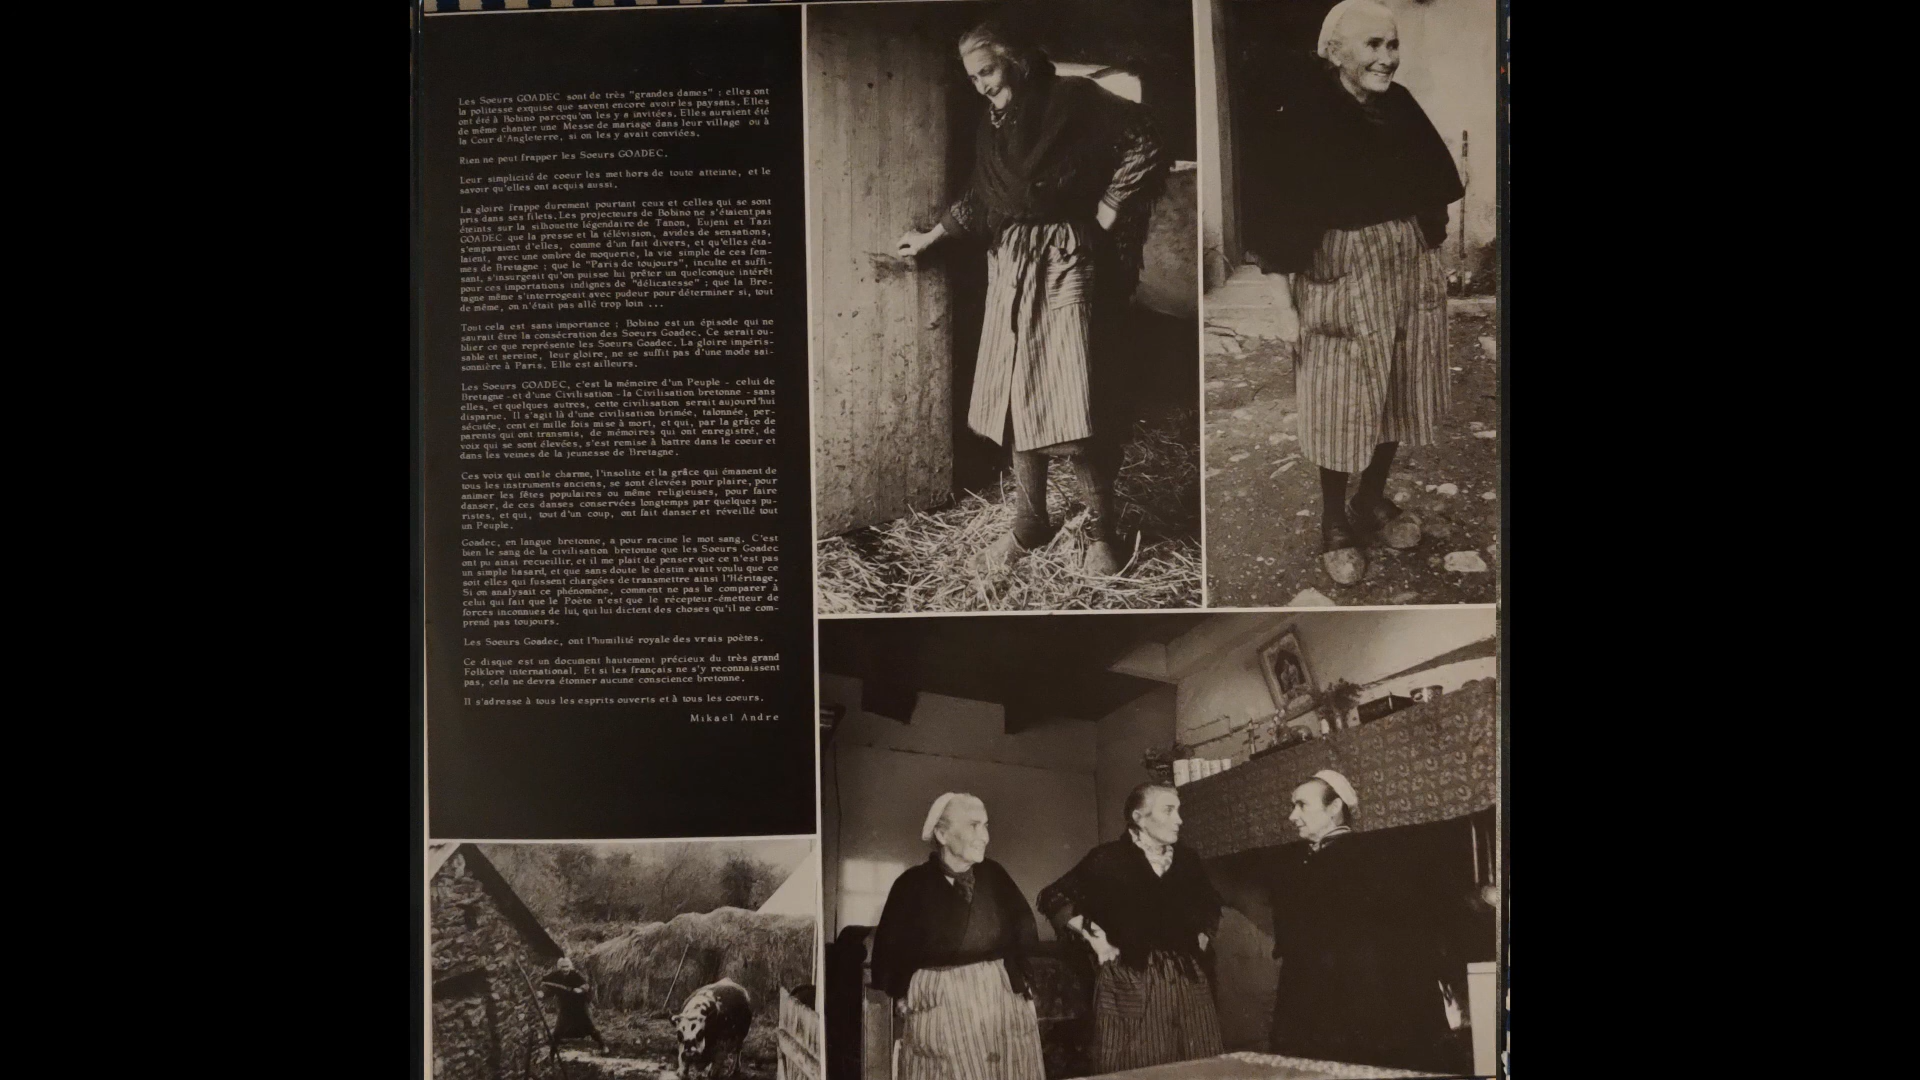 Les Soeurs GOADEC sont de très "grandes dames" ; elles ont
la politesse exquise que savent encore avoir les paysans. Elles
ont été à Bobino parcequ'on les y a invitées. Elles auraient été
de même chanter une Messe de mariage dans leur village ou à
la Cour d'Angleterre, si on les y avait conviées.
Rien ne peut frapper les Soeurs GOADEC.
Leur simplicité de coeur les met hors de toute atteinte, et le
savoir qu'elles ont acquis aussi.
La gloire frappe durement pourtant ceux et celles qui se sont
pris dans ses filets. Les projecteurs de Bobino ne s'étaient pas
éteints sur la silhouette légendaire de Tanon, Eujeni et Tazi
GOADEC que la presse et la télévision, avides de sensations,
s'emparaient d'elles, comme d'un fait divers, et qu'elles éta-
laient, avec une ombre de moquerie, la vie simple de ces fem-
mes de Bretagne ; que le "Paris de toujours", inculte et suffi-
sant, s'insurgeait qu'on puisse lui prêter un quelconque intérêt
pour ces importations indignes de "délicatesse" ; que la Bre-
tagne même s'interrogeait avec pudeur pour déterminer si, tout
de même, on n'était pas allé trop loin ...
Tout cela est sans importance ; Bobino est un épisode qui ne
saurait être la consécration des Soeurs Goadec. Ce serait ou-
blier ce que représente les Soeurs Goadec. La gloire impéris-
sable et sereine, leur gloire, ne se suffit pas d'une mode sai-
sonnière à Paris. Elle est ailleurs.
Les Soeurs GOADEC, c'est la mémoire d'un Peuple - celui de
Bretagne - et d'une Civilisation - la Civilisation bretonne - sans
elles, et quelques autres, cette civilisation serait aujourd'hui
disparue. Il s'agit là d'une civilisation brimée, talonnée, per-
sécutée, cent et mille fois mise à mort, et qui, par la grâce de
parents qui ont transmis, de mémoires qui ont enregistré, de
voix qui se sont élevées, s'est remise à battre dans le coeur et
dans les veines de la jeunesse de Bretagne.
Ces voix qui ont le charme, l'insolite et la grâce qui émanent de
tous les instruments anciens, se sont élevées pour plaire, pour
animer les fêtes populaires ou même religieuses, pour faire
danser, de ces danses conservées longtemps par quelques pu-
ristes, et qui, tout d'un coup, ont fait danser et réveillé tout
un Peuple.
Goadec, en langue bretonne, a pour racine le mot sang. C'est
bien le sang de la civilisation bretonne que les Soeurs Goadec
ont pu ainsi recueillir, et il me plait de penser que ce n'est pas
un simple hasard, et que sans doute le destin avait voulu que ce
soit elles qui fussent chargées de transmettre ainsi l'Héritage.
Si on analysait ce phénomène, comment ne pas le comparer à
celui qui fait que le Poète n'est que le récepteur-émetteur de
forces inconnues de lui, qui lui dictent des choses qu'il ne com-
prend pas toujours.
Les Soeurs Goadec, ont l'humilité royale des vrais poètes.
Ce disque est un document hautement précieux du très grand
Folklore international. Et si les français ne s'y reconnaissent
pas, cela ne devra étonner aucune conscience bretonne.
Il s'adresse à tous les esprits ouverts et à tous les coeurs.
Mikael Andre